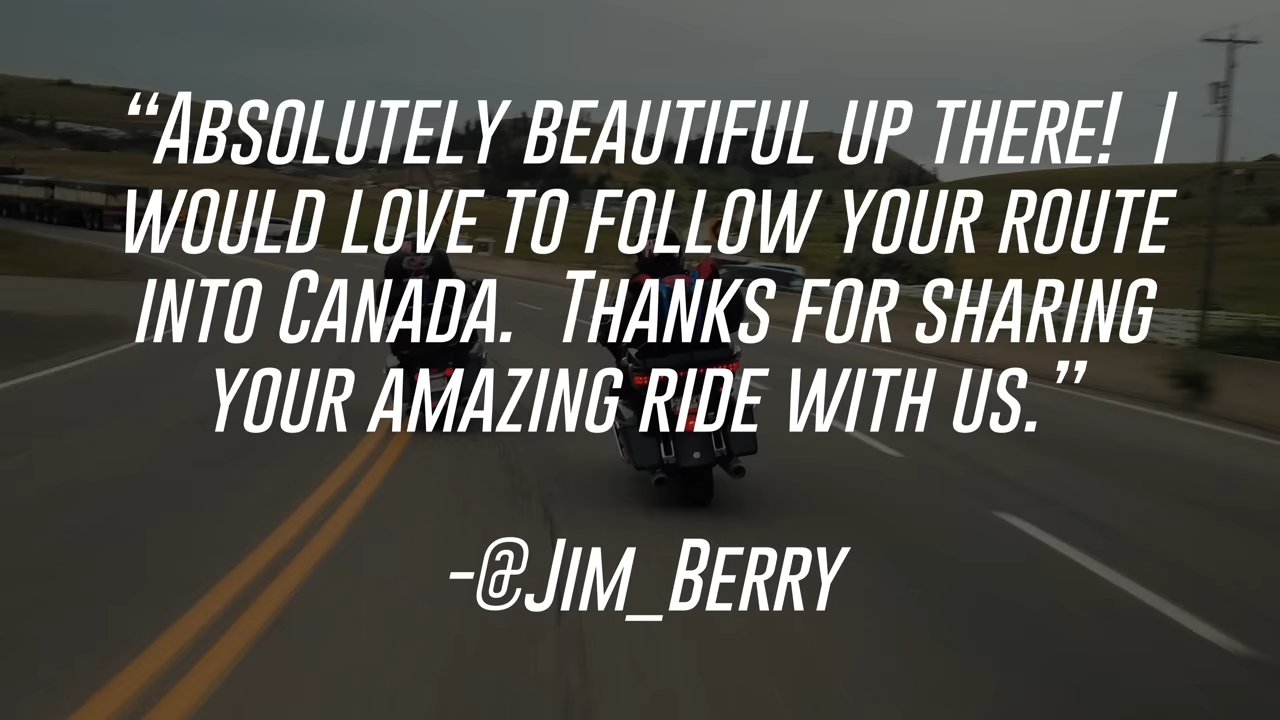 “Absolutely beautiful up there! I
would love to follow your route
into Canada. Thanks for sharing
your amazing ride with us.”
-@Jim_Berry